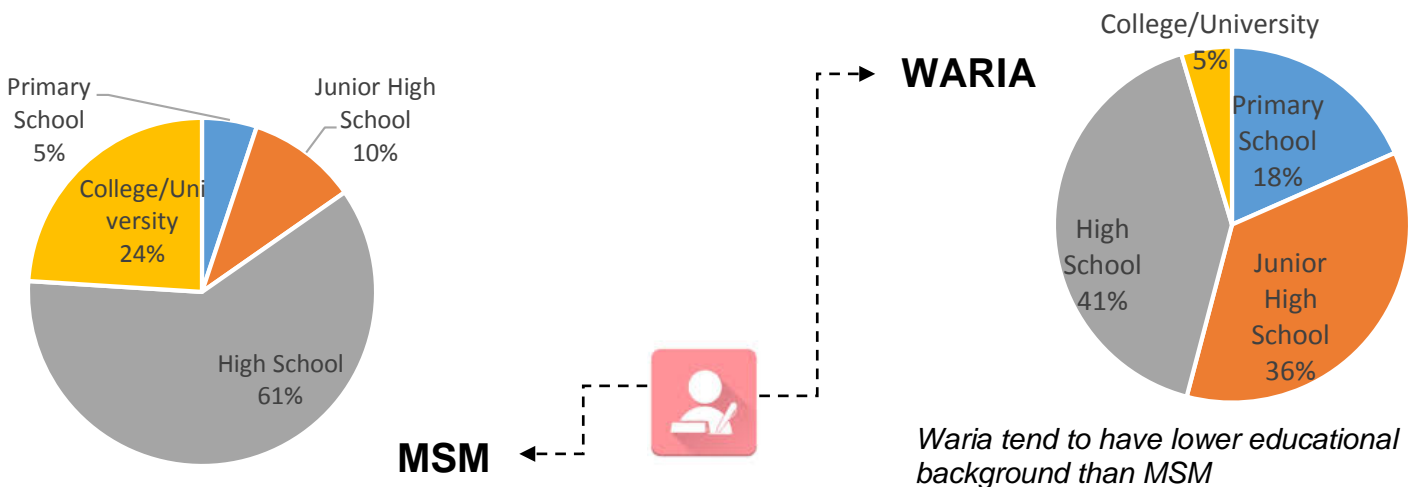 Primary
School
5%
Junior High
School
10%
College/Uni
versity
24%
High School
61%
MSM
WARIA
College/University
5%
Primary
School
18%
High
School
41%
Junior
High
School
36%
Waria tend to have lower educational
background than MSM